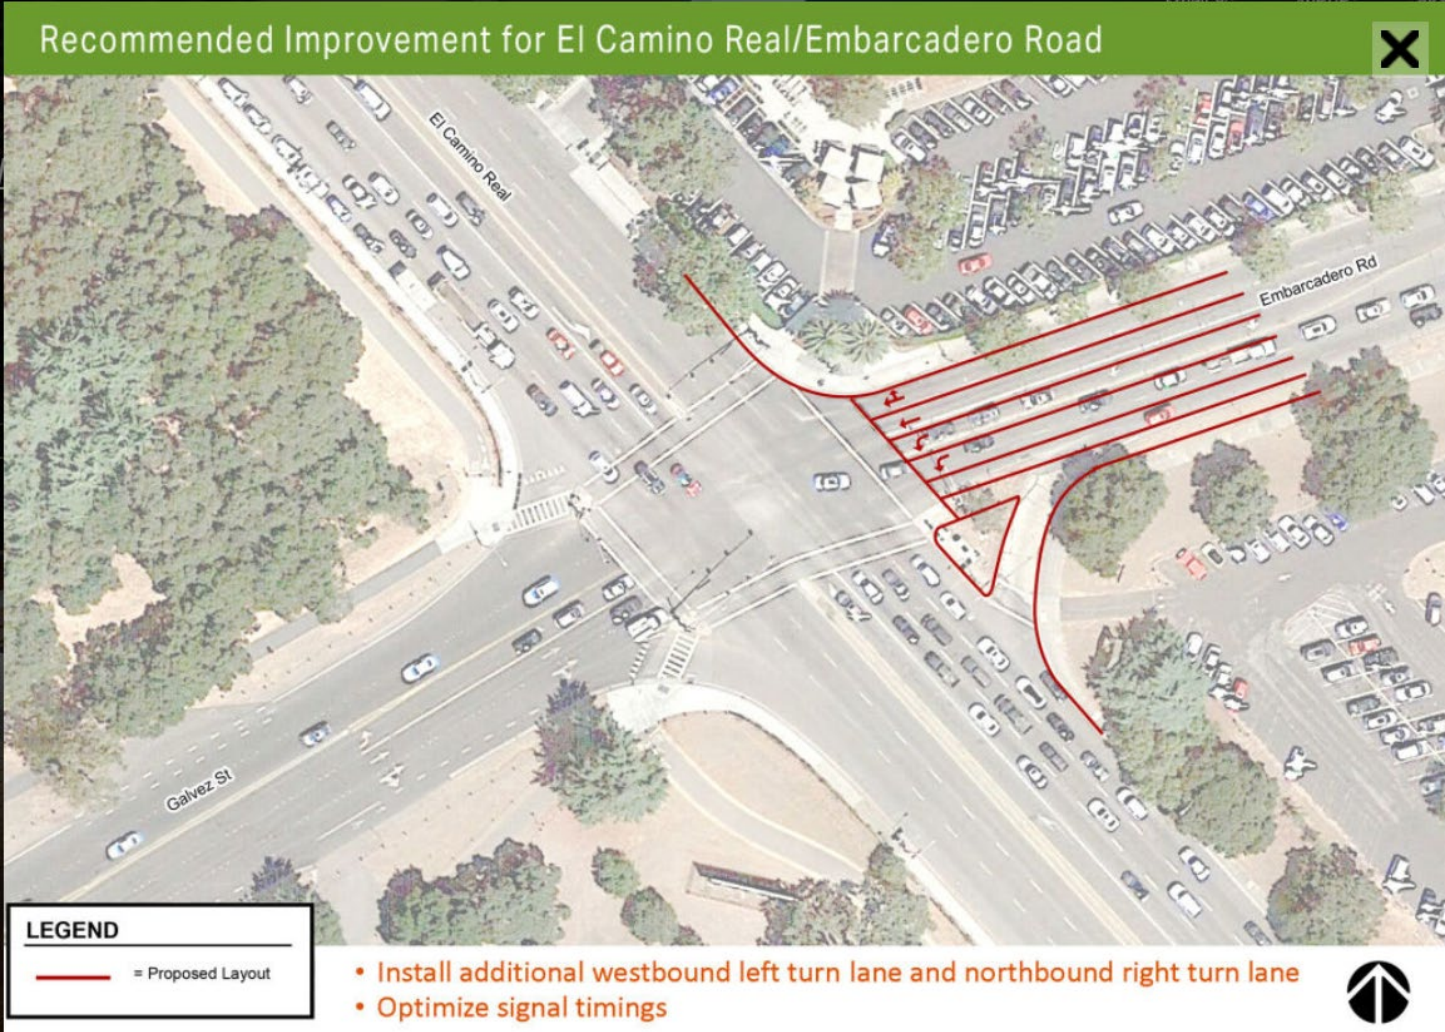 Recommended Improvement for El Camino Real/Embarcadero Road
El Camino Real
Embarcadero Rd
Galvez St
LEGEND
= Proposed Layout
• Install additional westbound left turn lane and northbound right turn lane
• Optimize signal timings